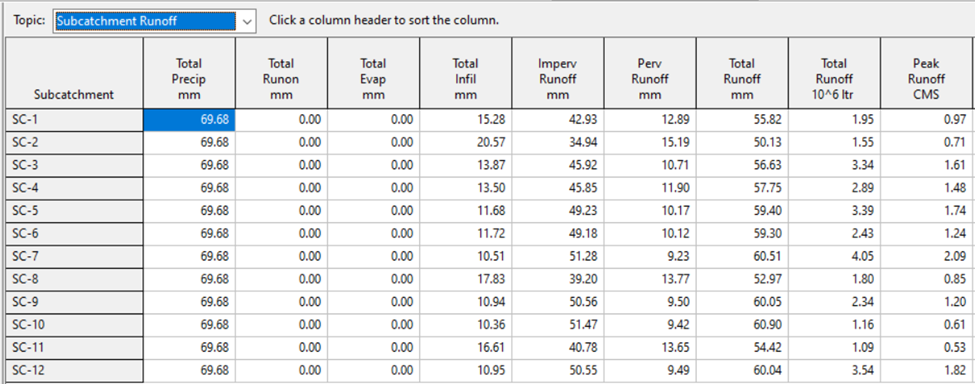 Topic: Subcatchment Runoff Click a column header to sort the column.
Subcatchment Total Precip mm Total Runon mm Total Evap mm Total Infil mm Imperv Runoff mm Perv Runoff mm Total Runoff mm Total Runoff 10^6 ltr Peak Runoff CMS
SC-1 69.68 0.00 0.00 15.28 42.93 12.89 55.82 1.95 0.97
SC-2 69.68 0.00 0.00 20.57 34.94 15.19 50.13 1.55 0.71
SC-3 69.68 0.00 0.00 13.87 45.92 10.71 56.63 3.34 1.61
SC-4 69.68 0.00 0.00 13.50 45.85 11.90 57.75 2.89 1.48
SC-5 69.68 0.00 0.00 11.68 49.23 10.17 59.40 3.39 1.74
SC-6 69.68 0.00 0.00 11.72 49.18 10.12 59.30 2.43 1.24
SC-7 69.68 0.00 0.00 10.51 51.28 9.23 60.51 4.05 2.09
SC-8 69.68 0.00 0.00 17.83 39.20 13.77 52.97 1.80 0.85
SC-9 69.68 0.00 0.00 10.94 50.56 9.50 60.05 2.34 1.20
SC-10 69.68 0.00 0.00 10.36 51.47 9.42 60.90 1.16 0.61
SC-11 69.68 0.00 0.00 16.61 40.78 13.65 54.42 1.09 0.53
SC-12 69.68 0.00 0.00 10.95 50.55 9.49 60.04 3.54 1.82